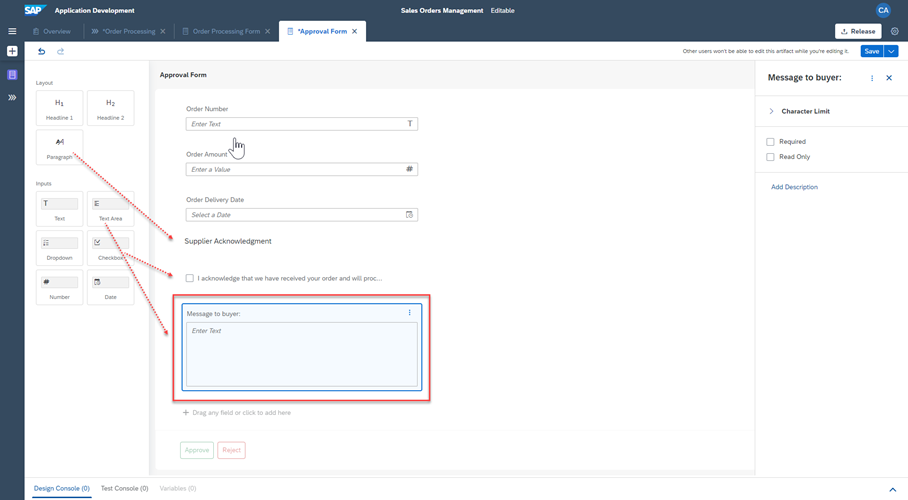 SAP Application Development Sales Orders Management Editable CA
Overview *Order Processing Order Processing Form *Approval Form Release
Other users won't be able to edit this artifact while you're editing it. Save
Layout
H1 H2
Headline 1 Headline 2
Paragraph
Inputs
Text Text Area
Dropdown Checkbox
Number Date
Approval Form
Order Number
Enter Text
Order Amount
Enter a Value
Order Delivery Date
Select a Date
Supplier Acknowledgment
I acknowledge that we have received your order and will proc...
Message to buyer:
Enter Text
Drag any field or click to add here
Approve Reject
Message to buyer:
Character Limit
Required
Read Only
Add Description
Design Console (0) Test Console (0) Variables (0)